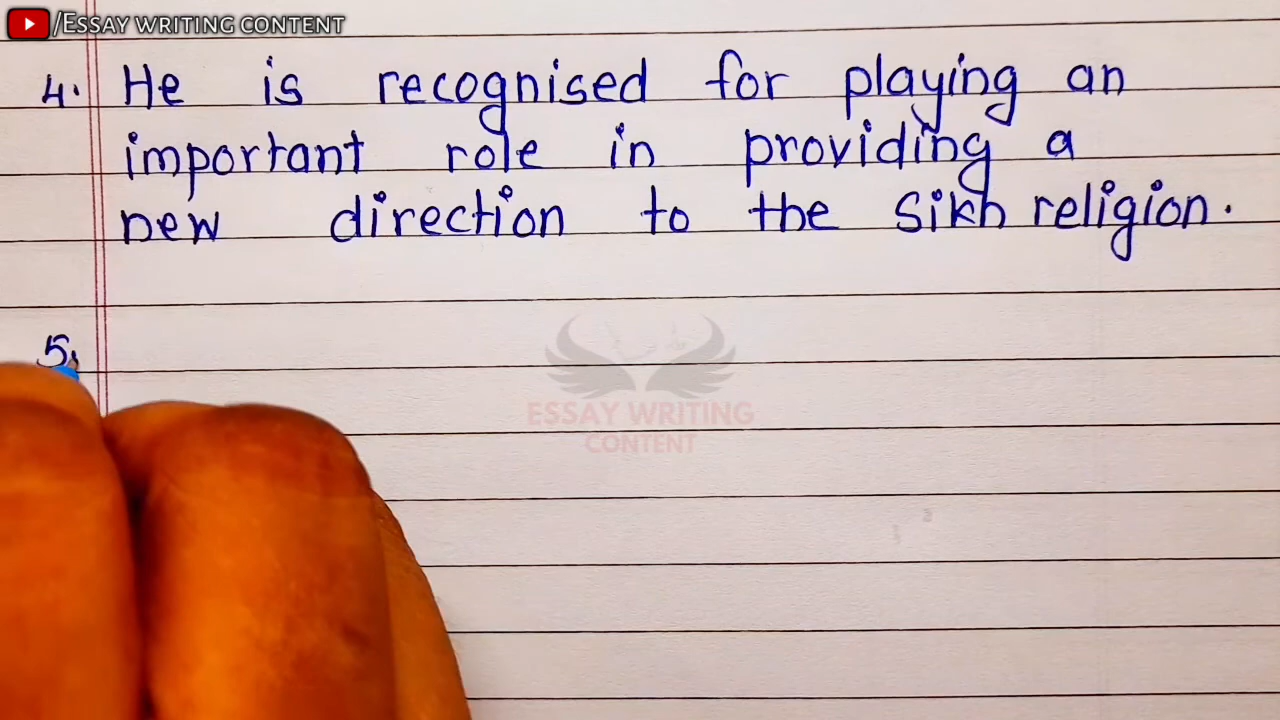 /Essay writing content
4. He is recognised for playing an
important role in providing a
new direction to the Sikh religion.
5.
ESSAY WRITING
CONTENT